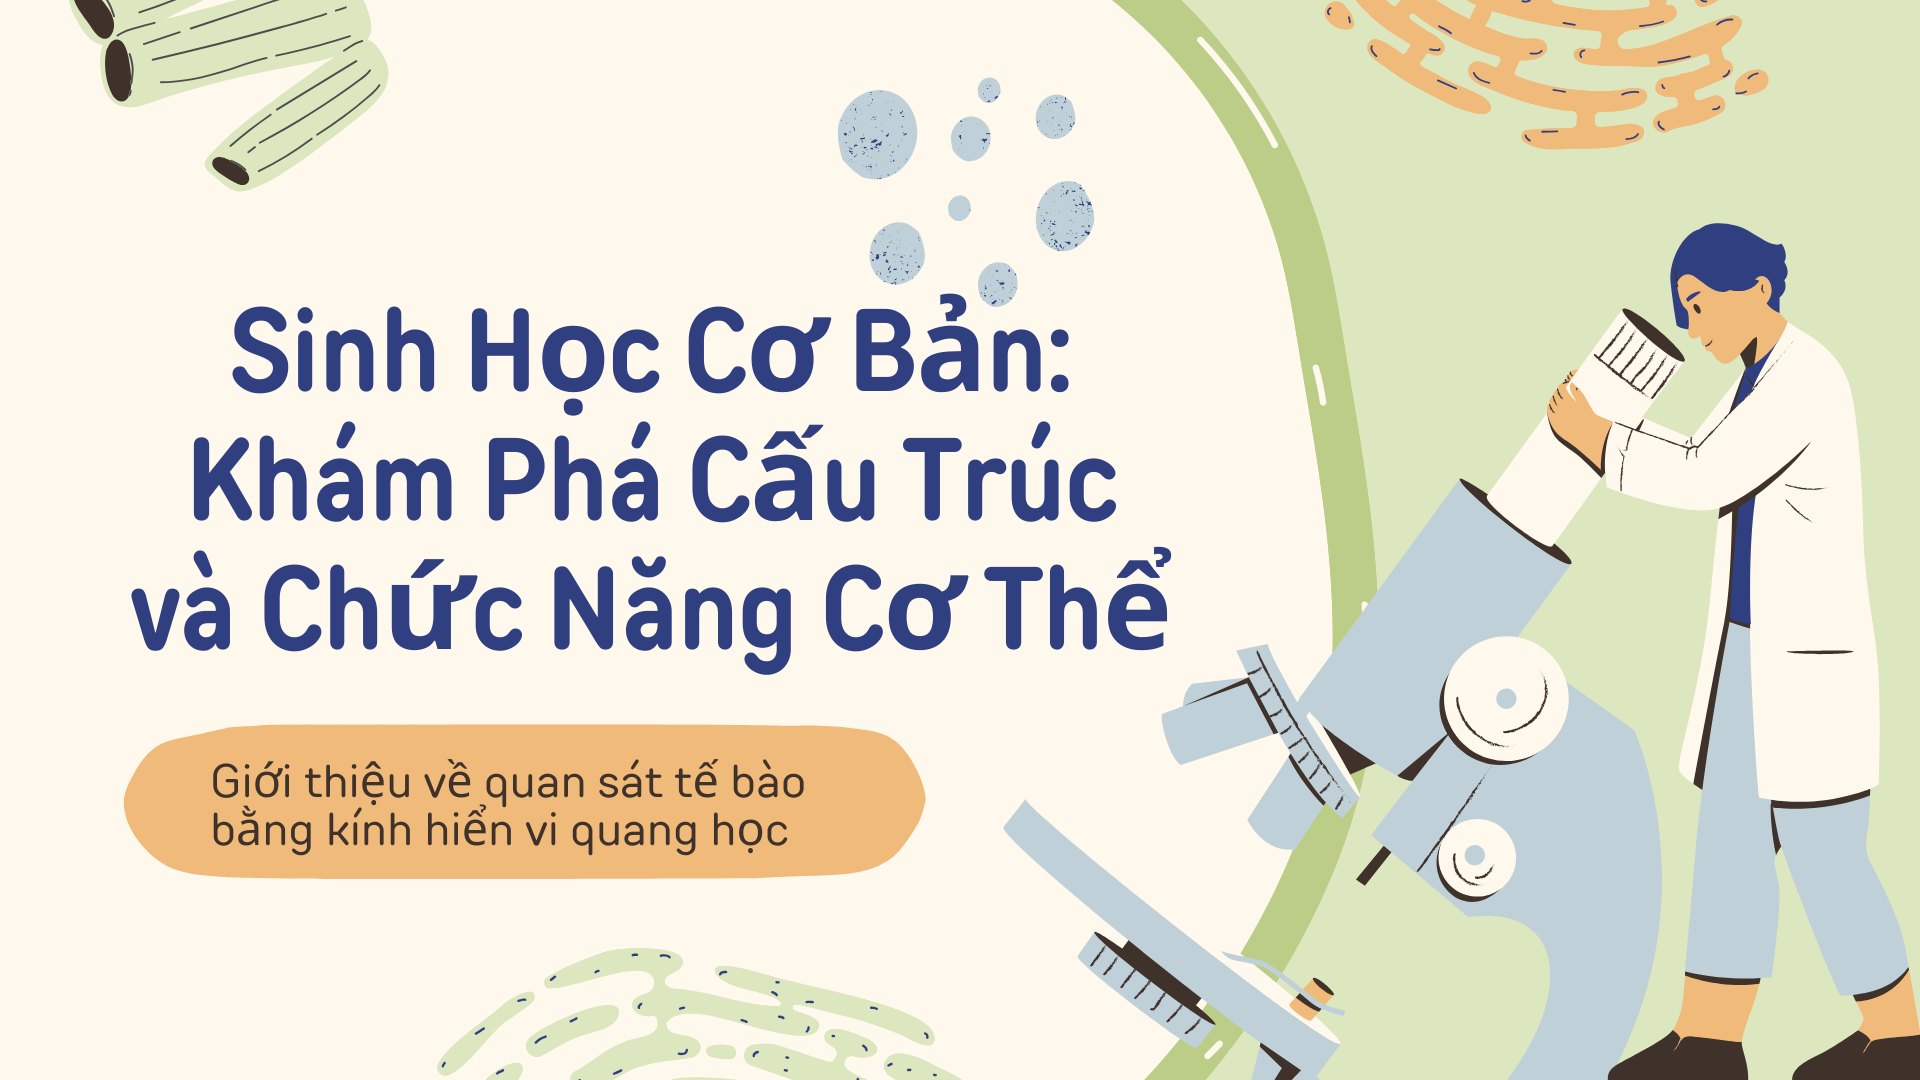 Sinh Học Cơ Bản:
Khám Phá Cấu Trúc
và Chức Năng Cơ Thể
Giới thiệu về quan sát tế bào
bằng kính hiển vi quang học